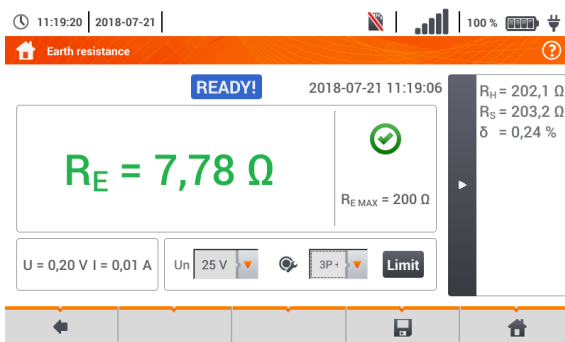 11:19:20 2018-07-21 100 %
Earth resistance ?
READY! 2018-07-21 11:19:06
RE = 7,78 Ω
RE MAX = 200 Ω
RH = 202,1 Ω
RS = 203,2 Ω
δ = 0,24 %
U = 0,20 V I = 0,01 A
Un 25 V 3P+ Limit